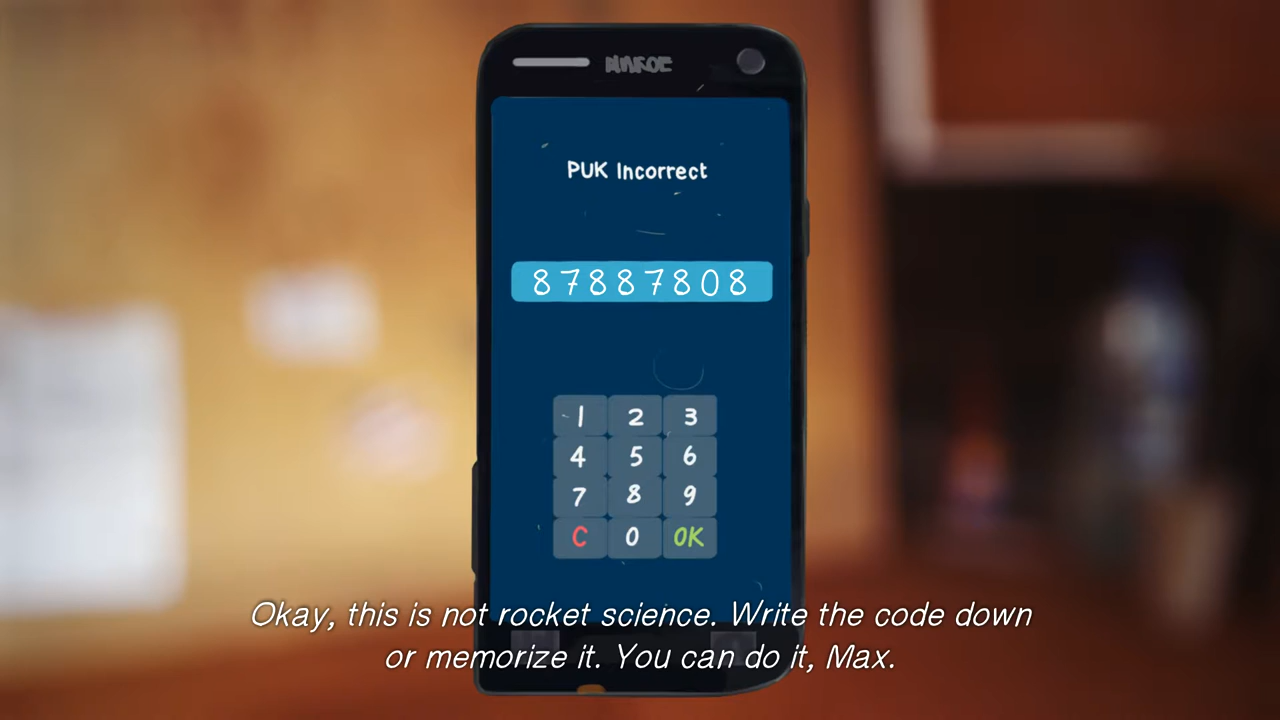 PUK Incorrect
87887808
1 2 3
4 5 6
7 8 9
C 0 OK
Okay, this is not rocket science. Write the code down
or memorize it. You can do it, Max.